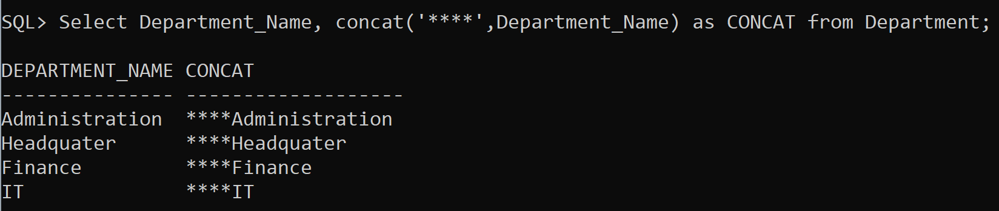 SQL> Select Department_Name, concat('****',Department_Name) as CONCAT from Department;
DEPARTMENT_NAME CONCAT
--------------- -------------------
Administration  ****Administration
Headquater      ****Headquater
Finance         ****Finance
IT              ****IT